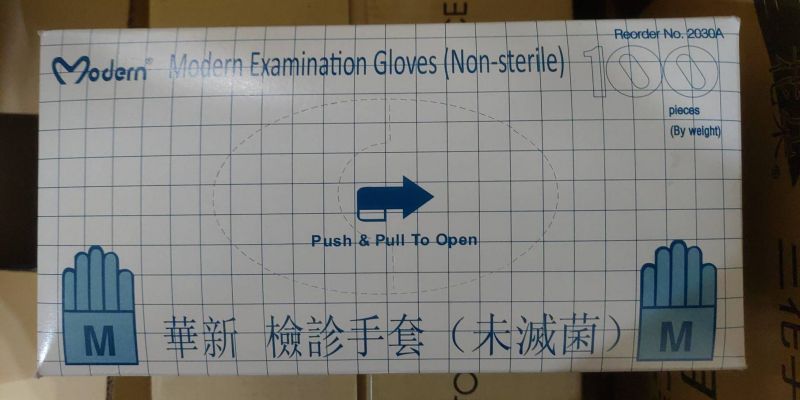 Reorder No. 2030A
Modern® Modern Examination Gloves (Non-sterile) 100
pieces
(By weight)
Push & Pull To Open
M
華新 檢診手套（未滅菌）
M